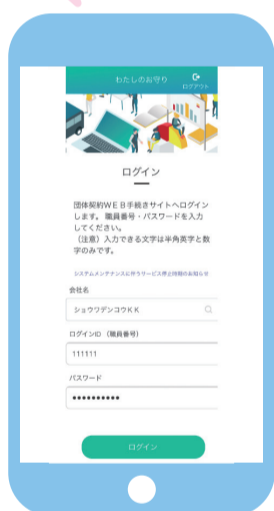 わたしのお守り
ログアウト
ログイン
団体契約WEB手続きサイトへログイン
します。職員番号・パスワードを入力
してください。
（注意）入力できる文字は半角英字と数
字のみです。
システムメンテナンスに伴うサービス停止時間のお知らせ
会社名
ショウワデンコウKK
ログインID （職員番号）
111111
パスワード
●●●●●●●●●●
ログイン